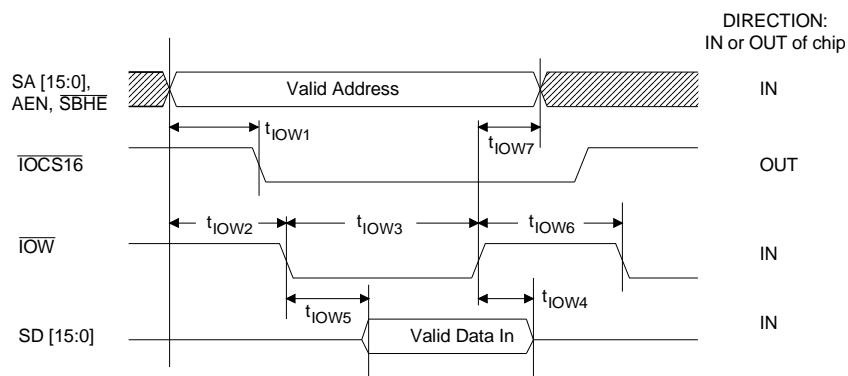 DIRECTION:
IN or OUT of chip
SA [15:0],
AEN, SBHE
Valid Address
IN
tIOW1
tIOW7
IOCS16
OUT
tIOW2
tIOW3
tIOW6
IOW
IN
tIOW5
tIOW4
SD [15:0]
Valid Data In
IN